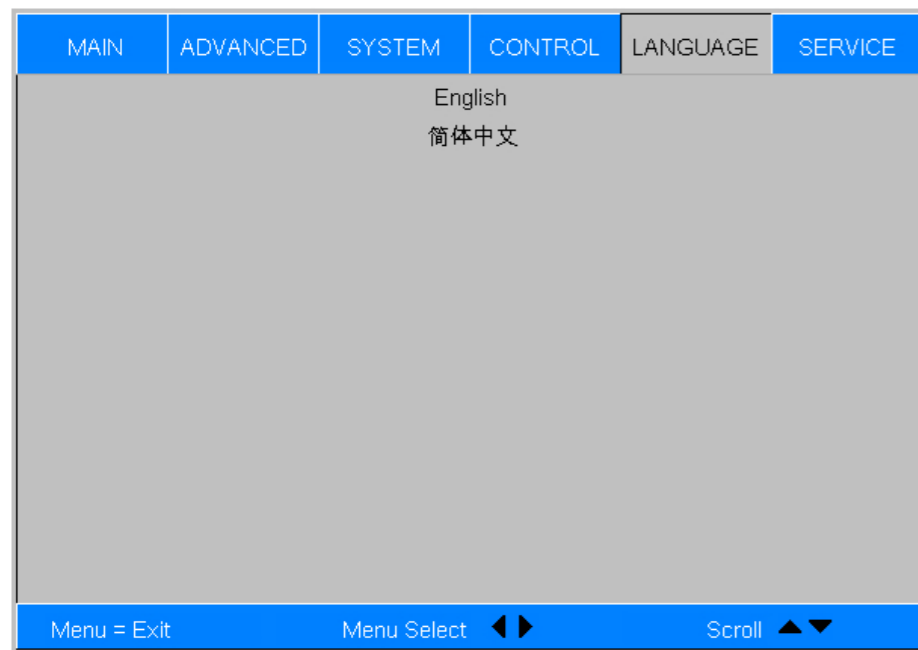 MAIN ADVANCED SYSTEM CONTROL LANGUAGE SERVICE
English
简体中文
Menu = Exit Menu Select Scroll